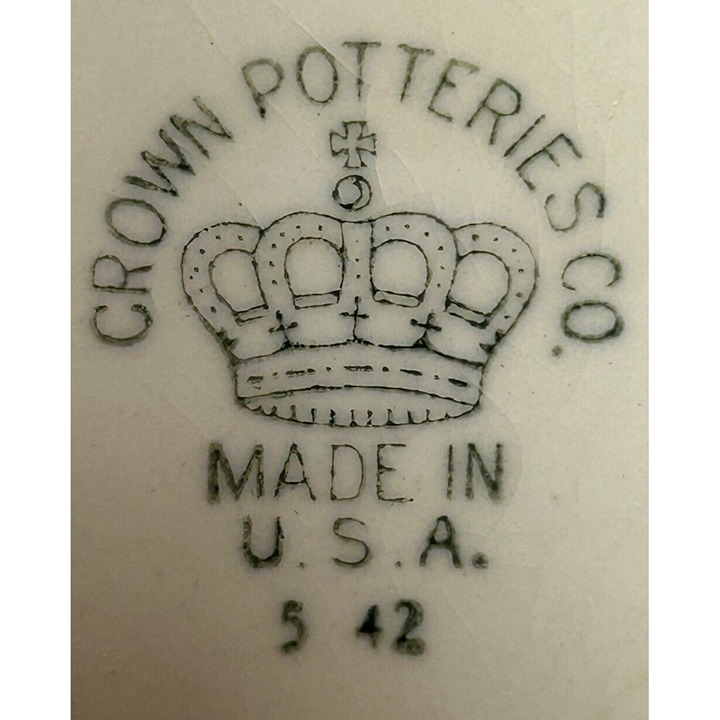 CROWN POTTERIES CO.
MADE IN
U.S.A.
5 42